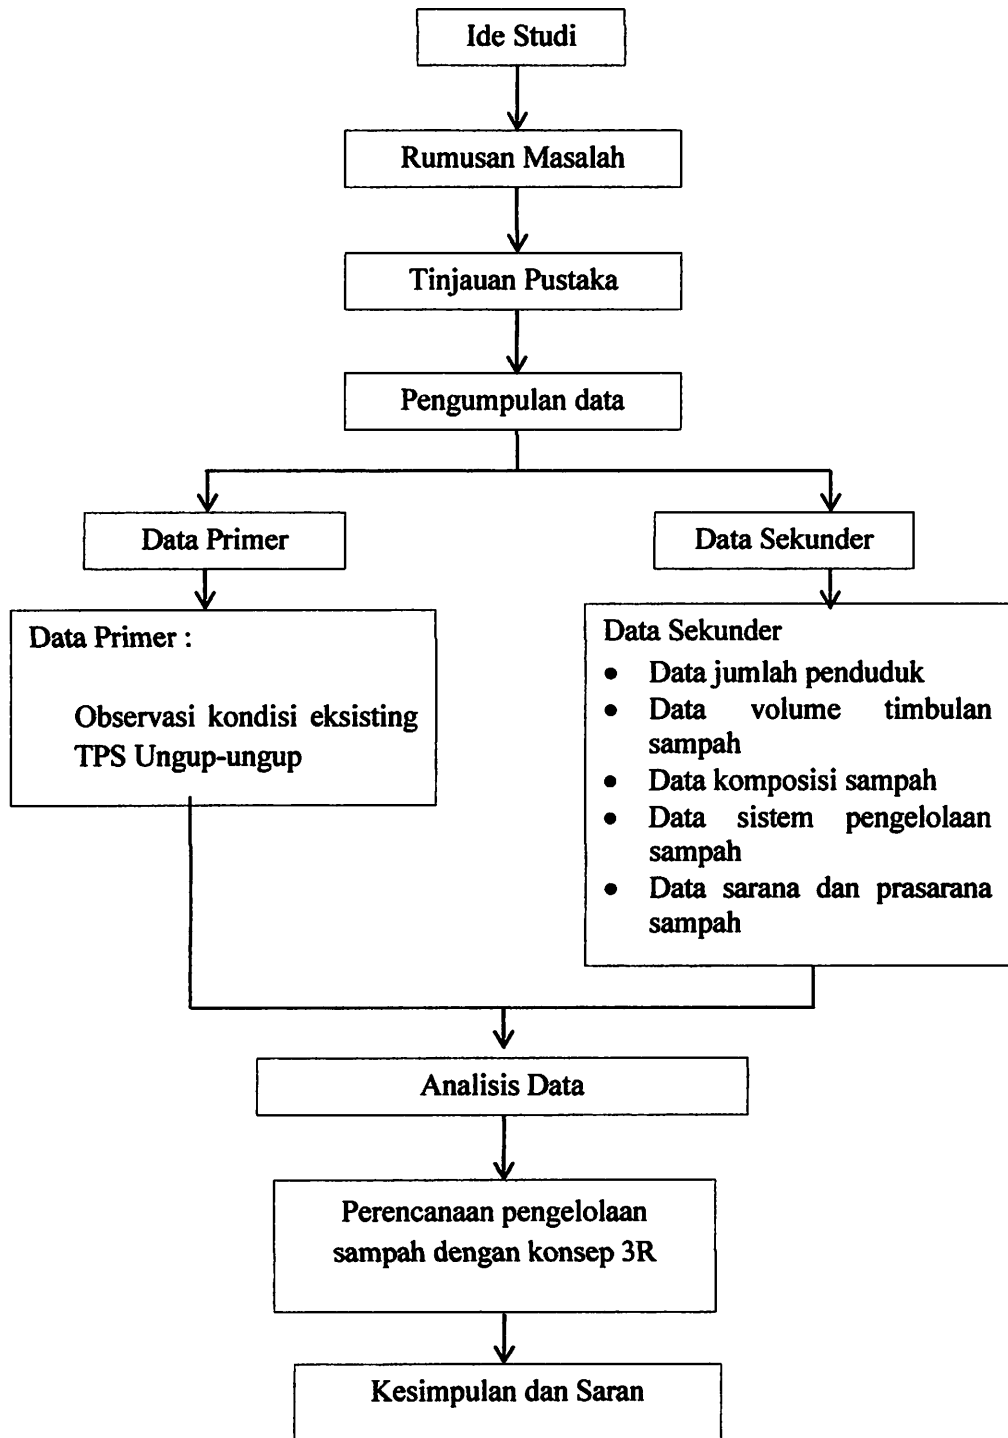 Ide Studi
Rumusan Masalah
Tinjauan Pustaka
Pengumpulan data
Data Primer
Data Sekunder
Data Primer :
Observasi kondisi eksisting
TPS Ungup-ungup
Data Sekunder
• Data jumlah penduduk
• Data volume timbulan
sampah
• Data komposisi sampah
• Data sistem pengelolaan
sampah
• Data sarana dan prasarana
sampah
Analisis Data
Perencanaan pengelolaan
sampah dengan konsep 3R
Kesimpulan dan Saran